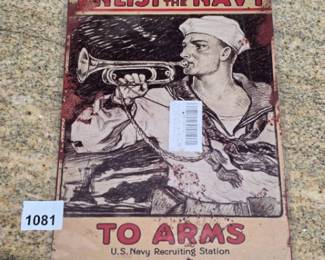 ENLIST IN THE NAVY
1081
TO ARMS
U.S. Navy Recruiting Station